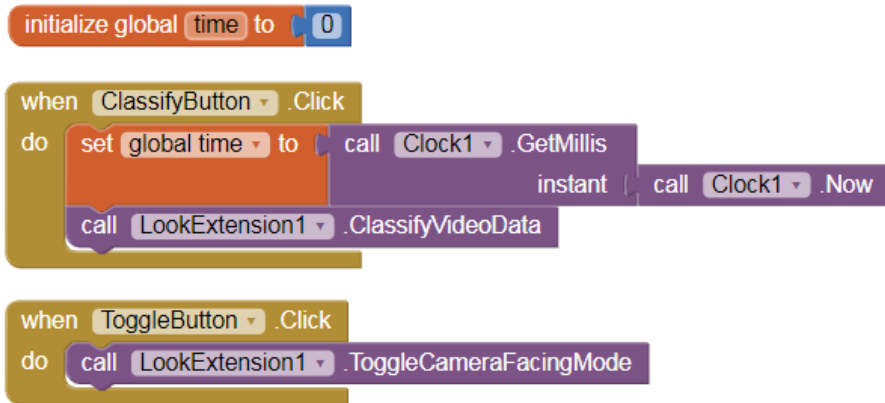 initialize global time to 0
when ClassifyButton .Click
do set global time to call Clock1 .GetMillis
instant call Clock1 .Now
call LookExtension1 .ClassifyVideoData
when ToggleButton .Click
do call LookExtension1 .ToggleCameraFacingMode